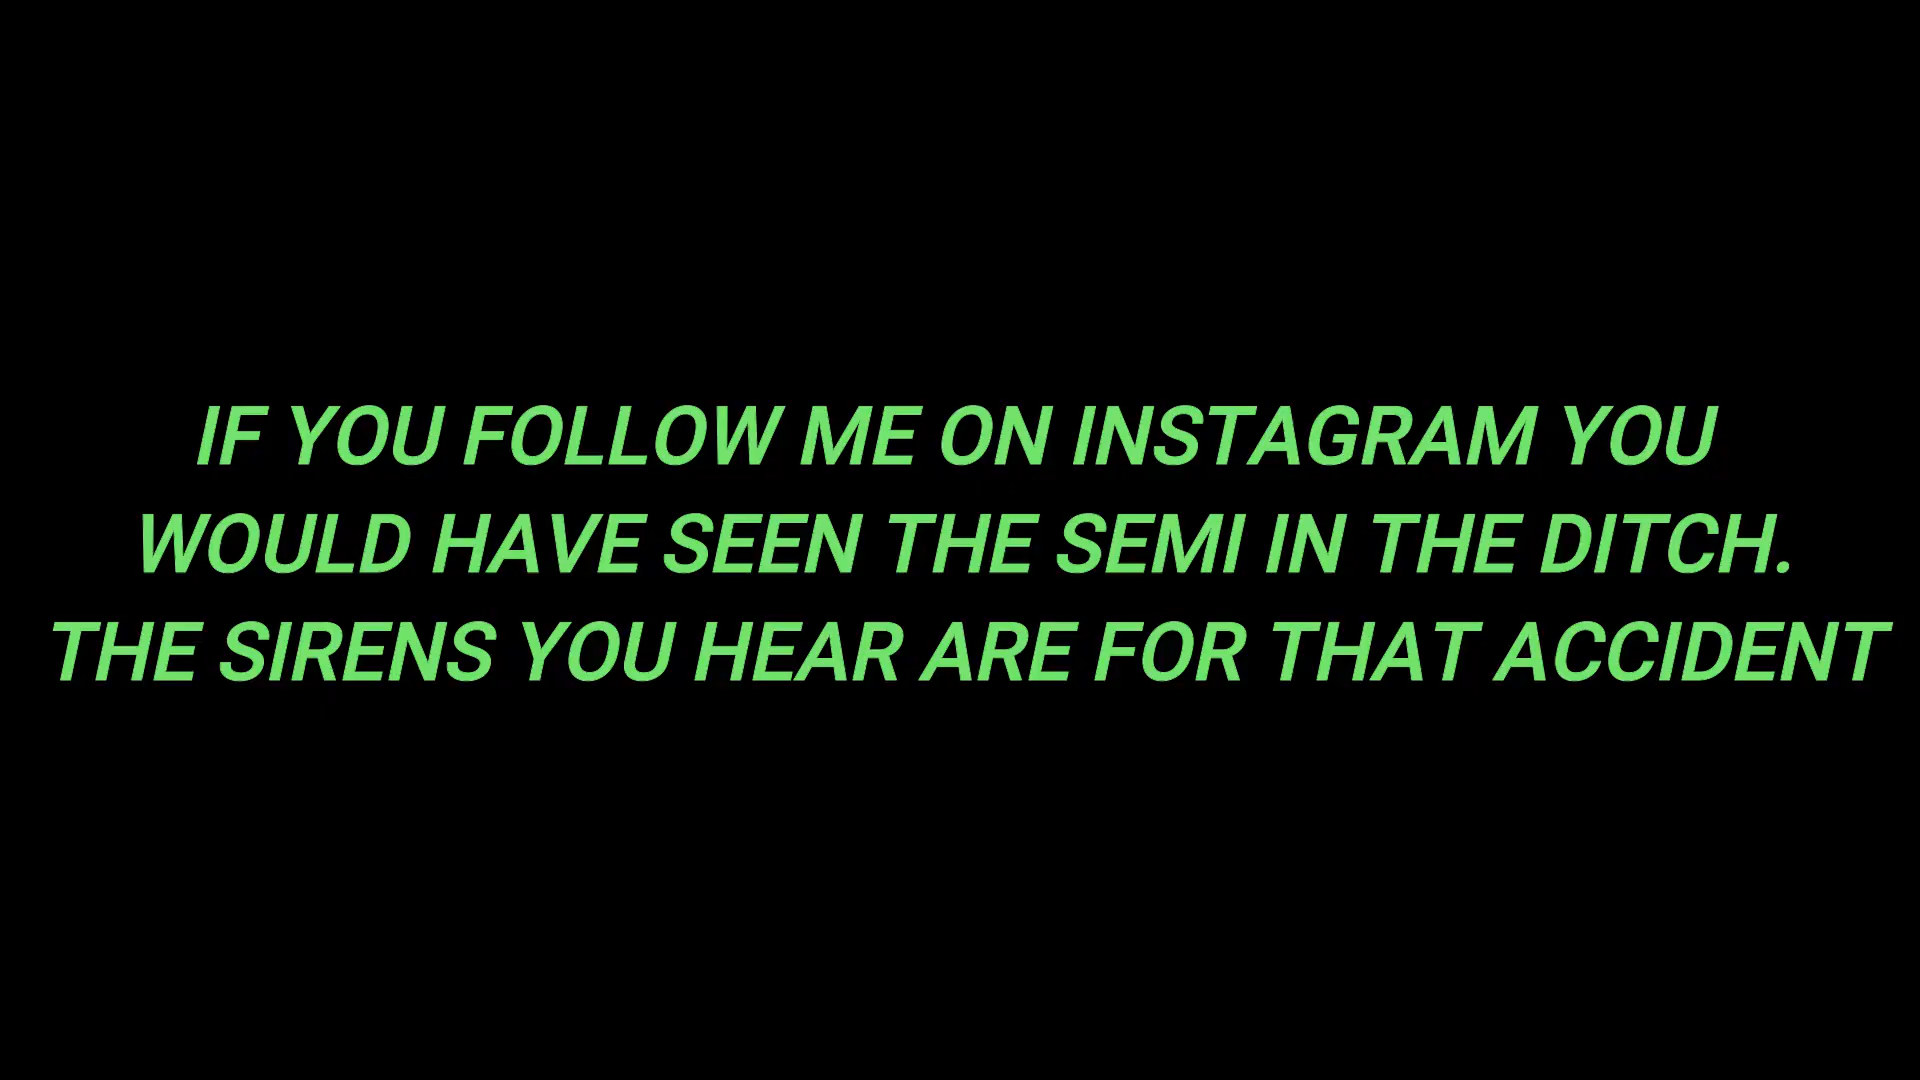 IF YOU FOLLOW ME ON INSTAGRAM YOU
WOULD HAVE SEEN THE SEMI IN THE DITCH.
THE SIRENS YOU HEAR ARE FOR THAT ACCIDENT